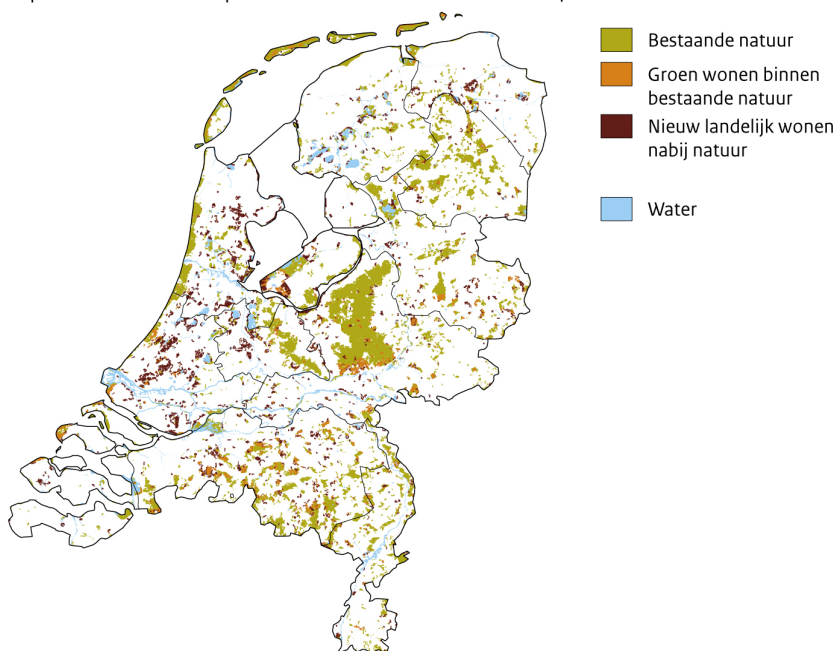 Bestaande natuur
Groen wonen binnen
bestaande natuur
Nieuw landelijk wonen
nabij natuur
Water